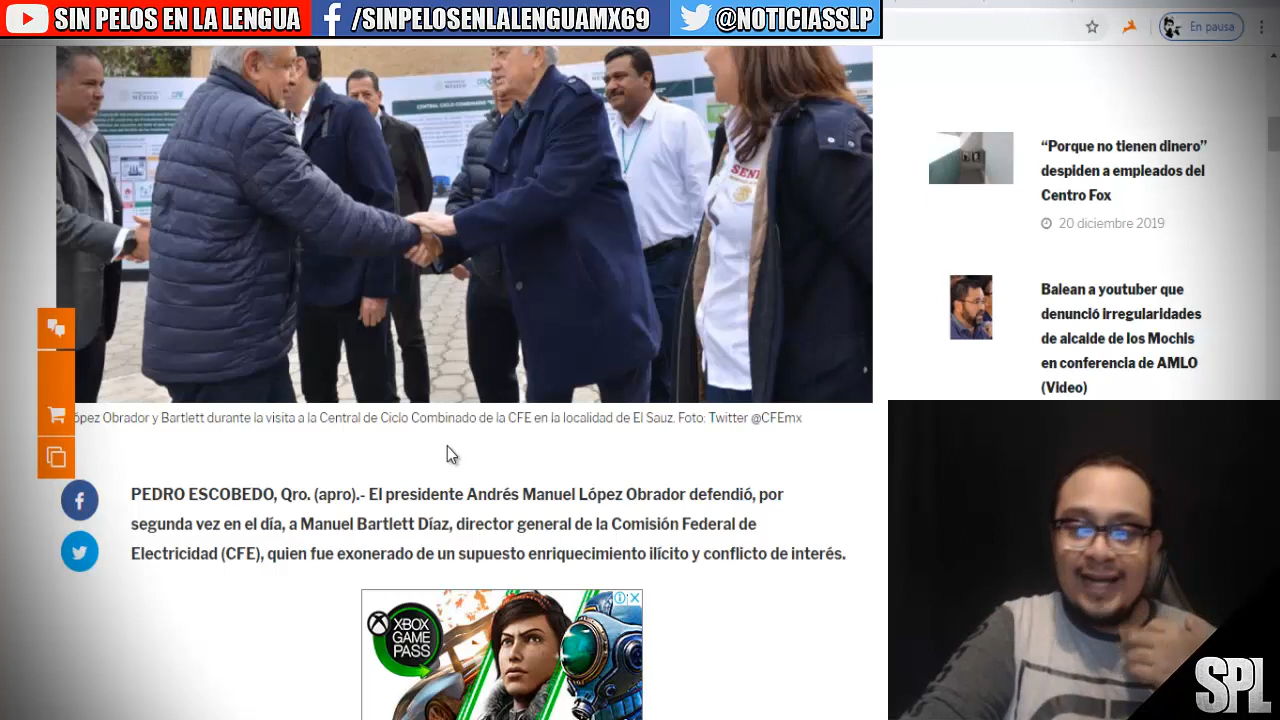 SIN PELOS EN LA LENGUA
/SINPELOSENLALENGUAMX69
@NOTICIASSLP
En pausa
MÉXICO
CENTRAL CICLO COMBINADO
“Porque no tienen dinero”
despiden a empleados del
Centro Fox
20 diciembre 2019
Balean a youtuber que
denunció irregularidades
de alcalde de los Mochis
en conferencia de AMLO
(Video)
ópez Obrador y Bartlett durante la visita a la Central de Ciclo Combinado de la CFE en la localidad de El Sauz. Foto: Twitter @CFEmx
PEDRO ESCOBEDO, Qro. (apro).- El presidente Andrés Manuel López Obrador defendió, por
segunda vez en el día, a Manuel Bartlett Díaz, director general de la Comisión Federal de
Electricidad (CFE), quien fue exonerado de un supuesto enriquecimiento ilícito y conflicto de interés.
XBOX
GAME
PASS
SPL